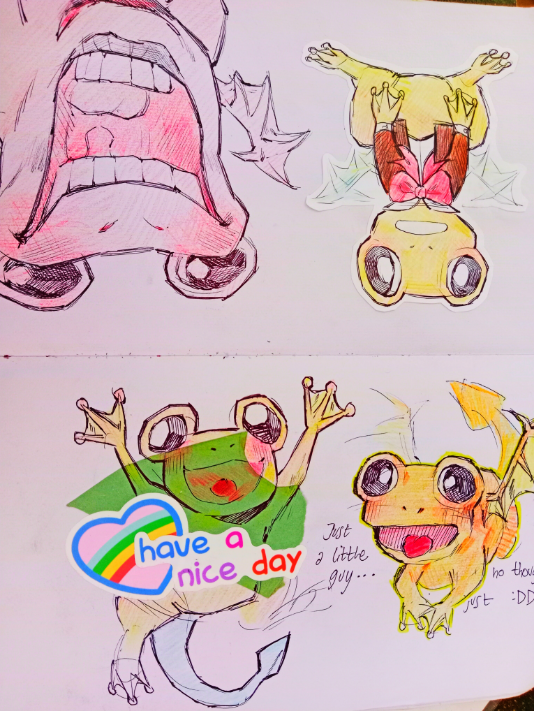 have a
nice day
Just
a little
guy...
no thou
just :DD